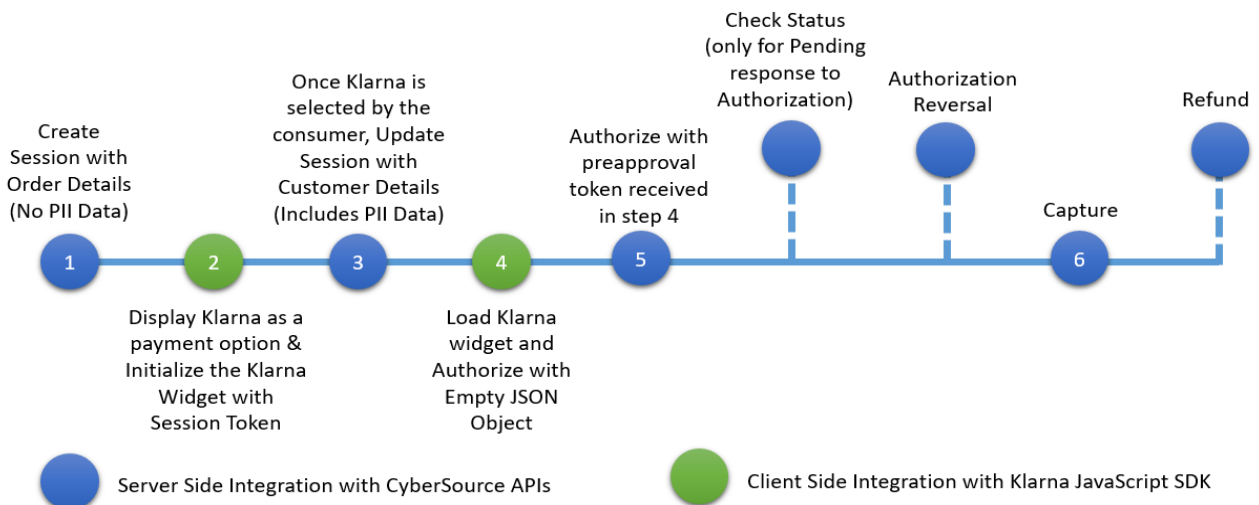 Create
Session with
Order Details
(No PII Data)
1
2
Display Klarna as a
payment option &
Initialize the Klarna
Widget with
Session Token
Once Klarna is
selected by the
consumer, Update
Session with
Customer Details
(Includes PII Data)
3
4
Load Klarna
widget and
Authorize with
Empty JSON
Object
Authorize with
preapproval
token received
in step 4
5
Check Status
(only for Pending
response to
Authorization)
Authorization
Reversal
Capture
6
Refund
Server Side Integration with CyberSource APIs
Client Side Integration with Klarna JavaScript SDK